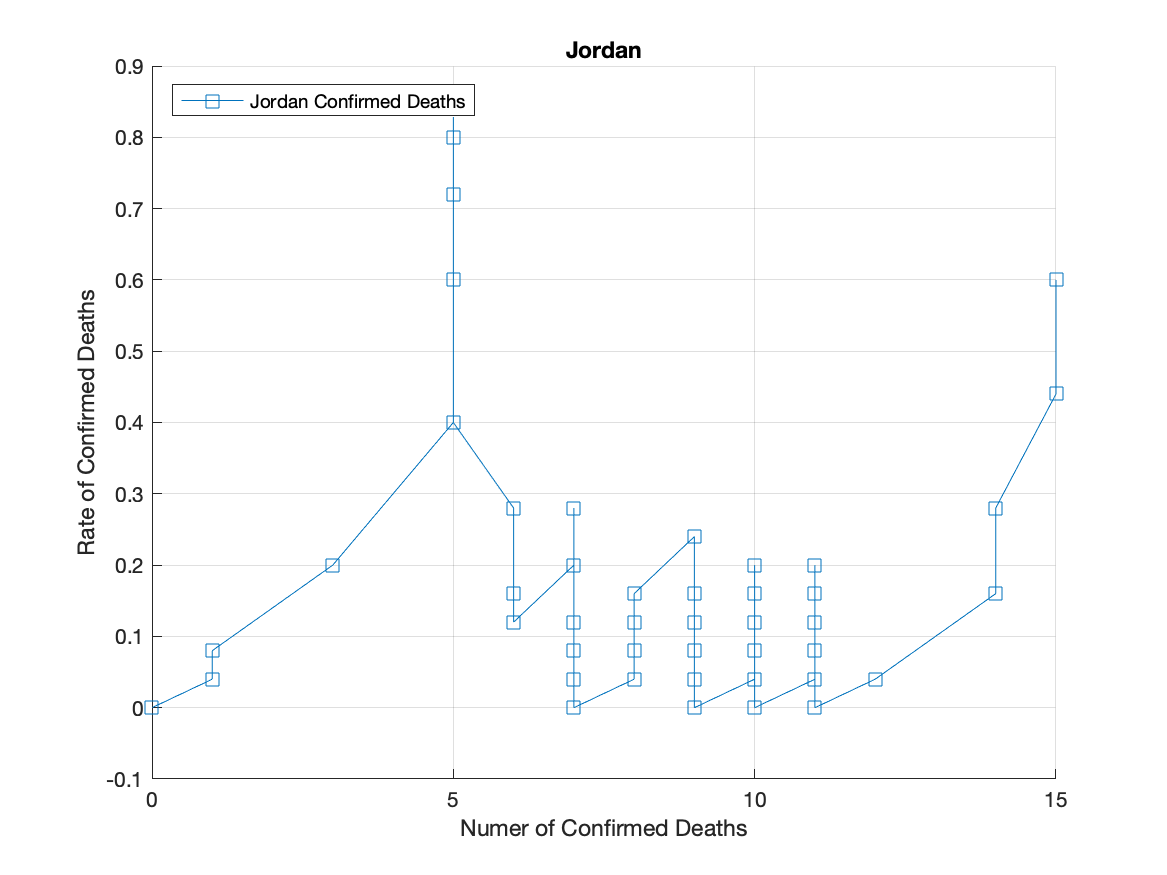 Jordan
0.9
Jordan Confirmed Deaths
0.8
0.7
0.6
0.5
0.4
0.3
0.2
0.1
0
-0.1
Rate of Confirmed Deaths
0 5 10 15
Numer of Confirmed Deaths